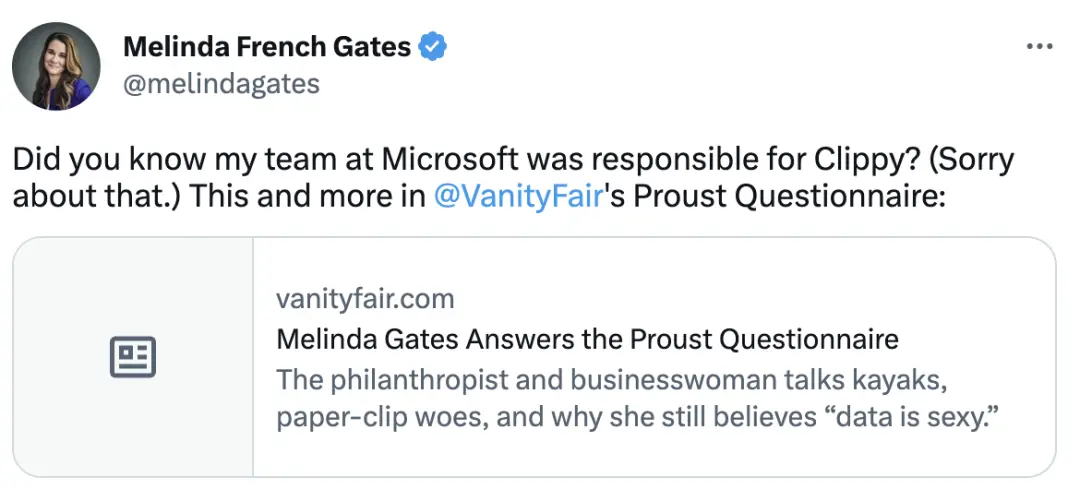 Melinda French Gates
@melindagates
Did you know my team at Microsoft was responsible for Clippy? (Sorry
about that.) This and more in @VanityFair's Proust Questionnaire:
vanityfair.com
Melinda Gates Answers the Proust Questionnaire
The philanthropist and businesswoman talks kayaks,
paper-clip woes, and why she still believes “data is sexy.”